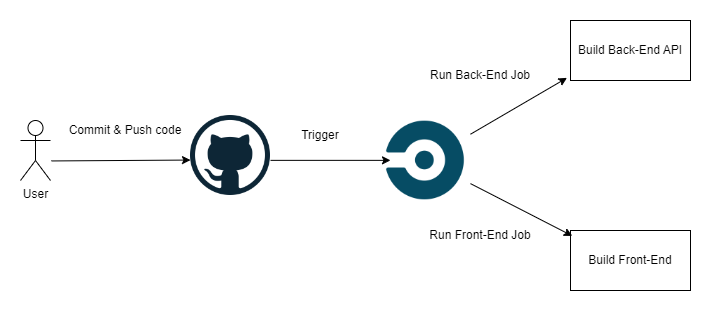 Run Back-End Job
Build Back-End API
Commit & Push code
Trigger
User
Run Front-End Job
Build Front-End